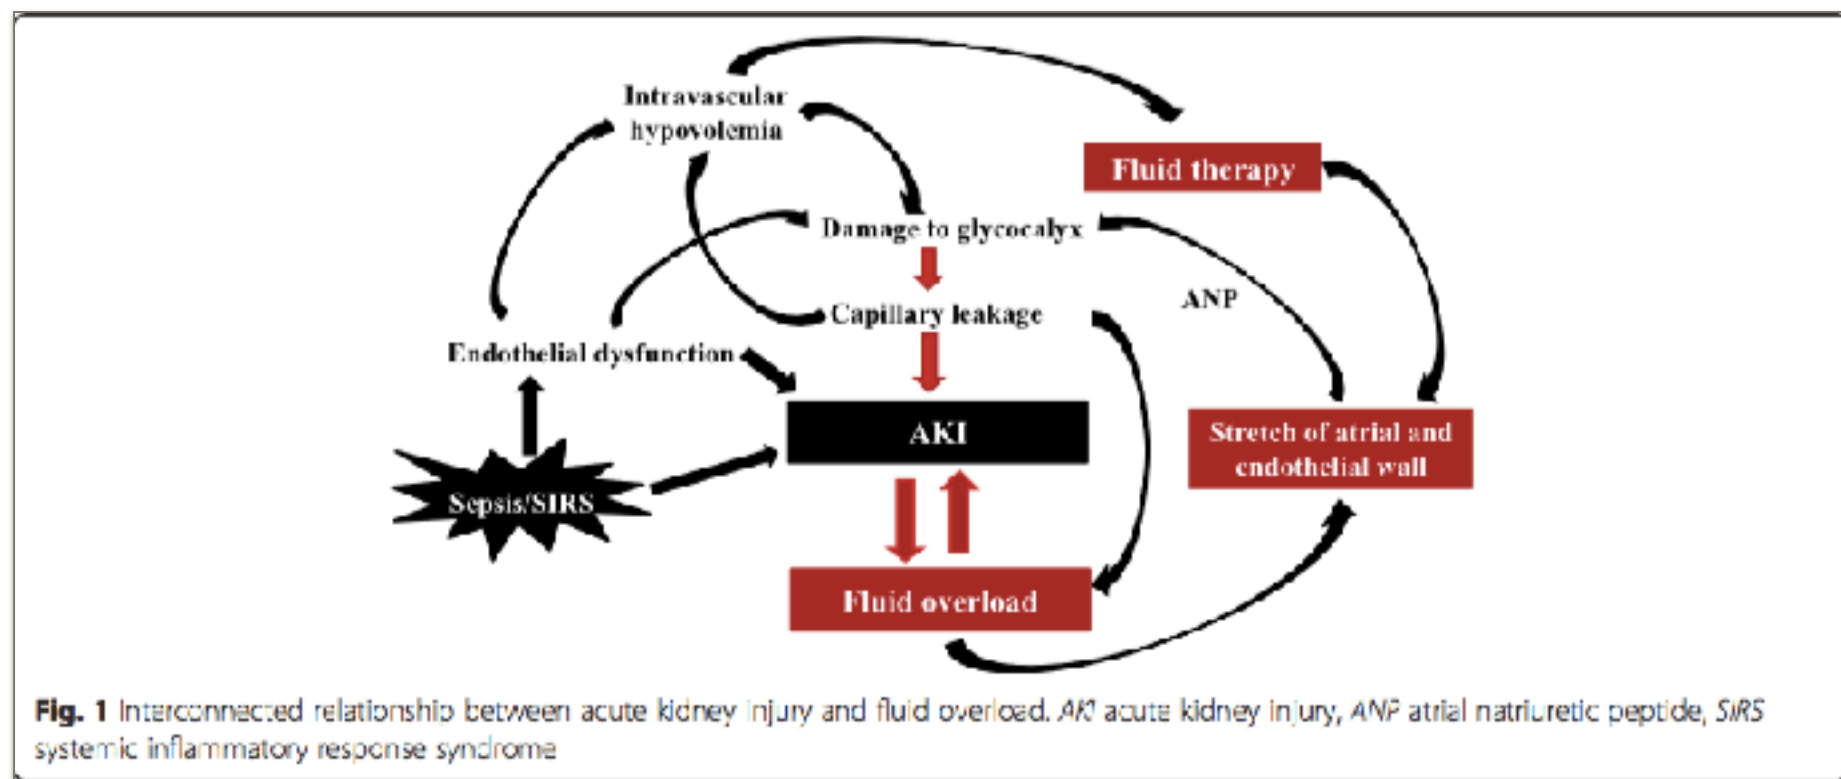 Intravascular
hypovolemia
Fluid therapy
Damage to glycocalyx
ANP
Capillary leakage
Endothelial dysfunction
AKI
Stretch of atrial and
endothelial wall
Sepsis/SIRS
Fluid overload
Fig. 1 Interconnected relationship between acute kidney injury and fluid overload. AKI acute kidney injury, ANP atrial natriuretic peptide, SIRS
systemic inflammatory response syndrome